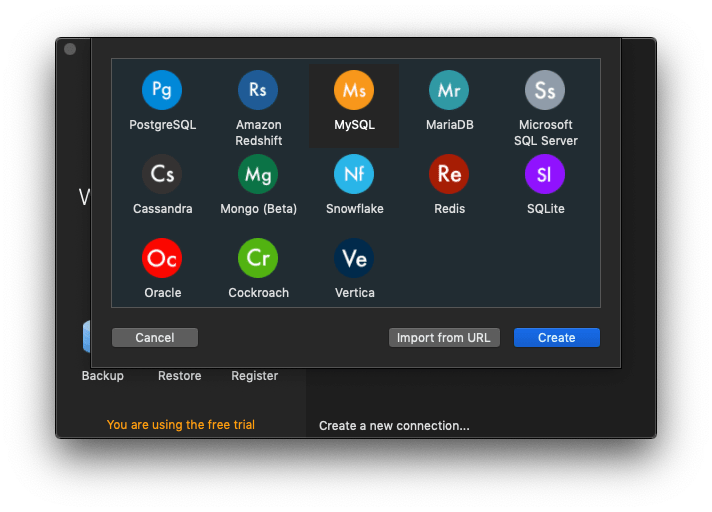 Pg
Rs
Ms
Mr
Ss
PostgreSQL
Amazon
Redshift
MySQL
MariaDB
Microsoft
SQL Server
Cs
Mg
Nf
Re
Sl
Cassandra
Mongo (Beta)
Snowflake
Redis
SQLite
Oc
Cr
Ve
Oracle
Cockroach
Vertica
Cancel
Import from URL
Create
Backup
Restore
Register
You are using the free trial
Create a new connection...